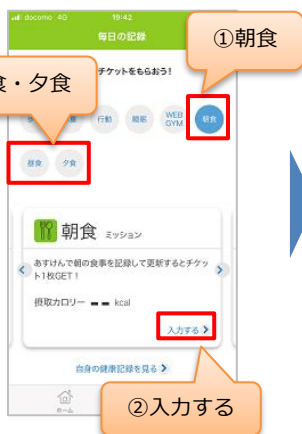 docomo 4G 19:42
毎日の記録
①朝食
チケットをもらおう!
食・夕食
行動
睡眠
WEB GYM
朝食
昼食
夕食
朝食 ミッション
あすけんで朝の食事を記録して更新するとチケット1枚GET!
摂取カロリー -- kcal
入力する
自身の健康記録を見る
ホーム
②入力する